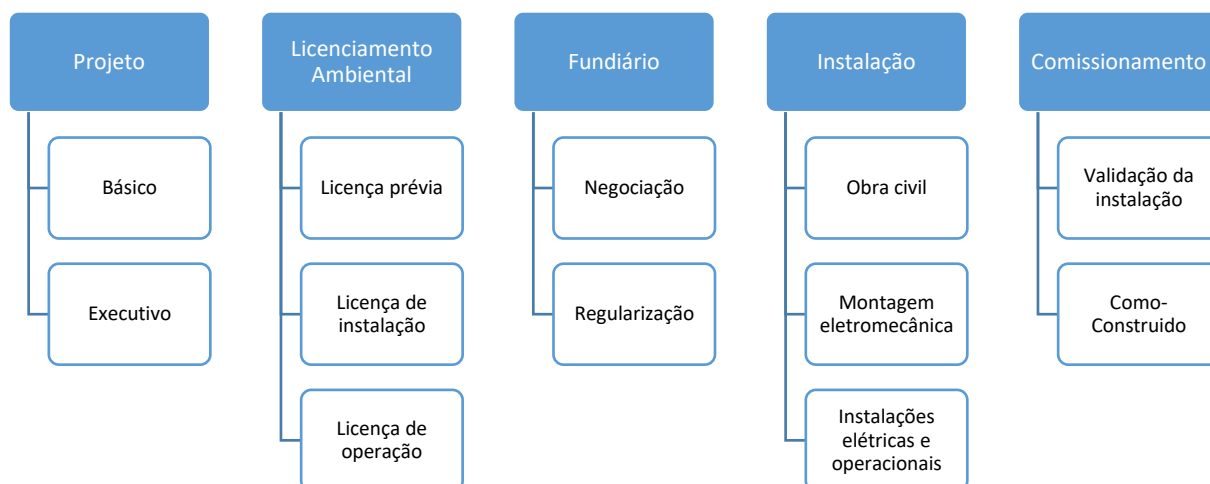 Projeto
Básico
Executivo
Licenciamento
Ambiental
Licença prévia
Licença de
instalação
Licença de
operação
Fundiário
Negociação
Regularização
Instalação
Obra civil
Montagem
eletromecânica
Instalações
elétricas e
operacionais
Comissionamento
Validação da
instalação
Como-
Construido